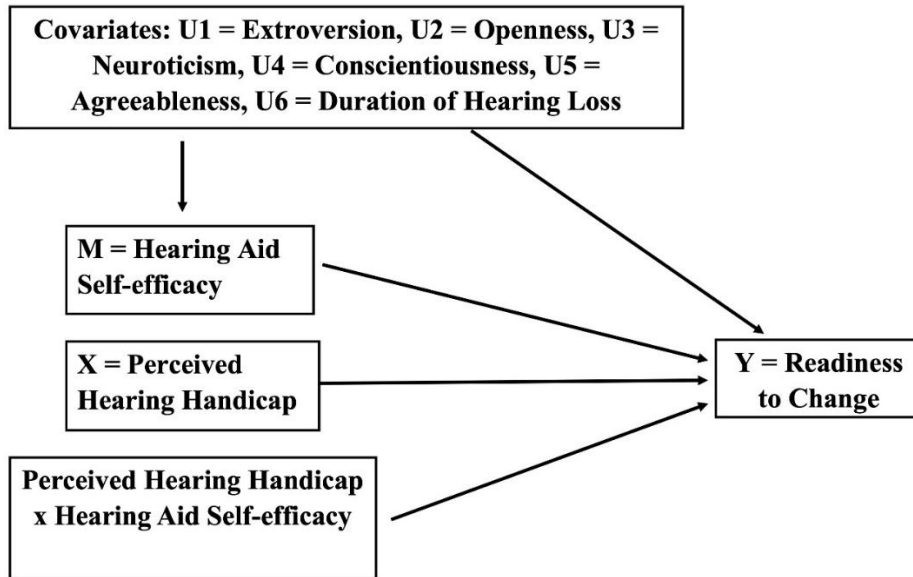 Covariates: U1 = Extroversion, U2 = Openness, U3 =
Neuroticism, U4 = Conscientiousness, U5 =
Agreeableness, U6 = Duration of Hearing Loss
M = Hearing Aid
Self-efficacy
X = Perceived
Hearing Handicap
Y = Readiness
to Change
Perceived Hearing Handicap
x Hearing Aid Self-efficacy